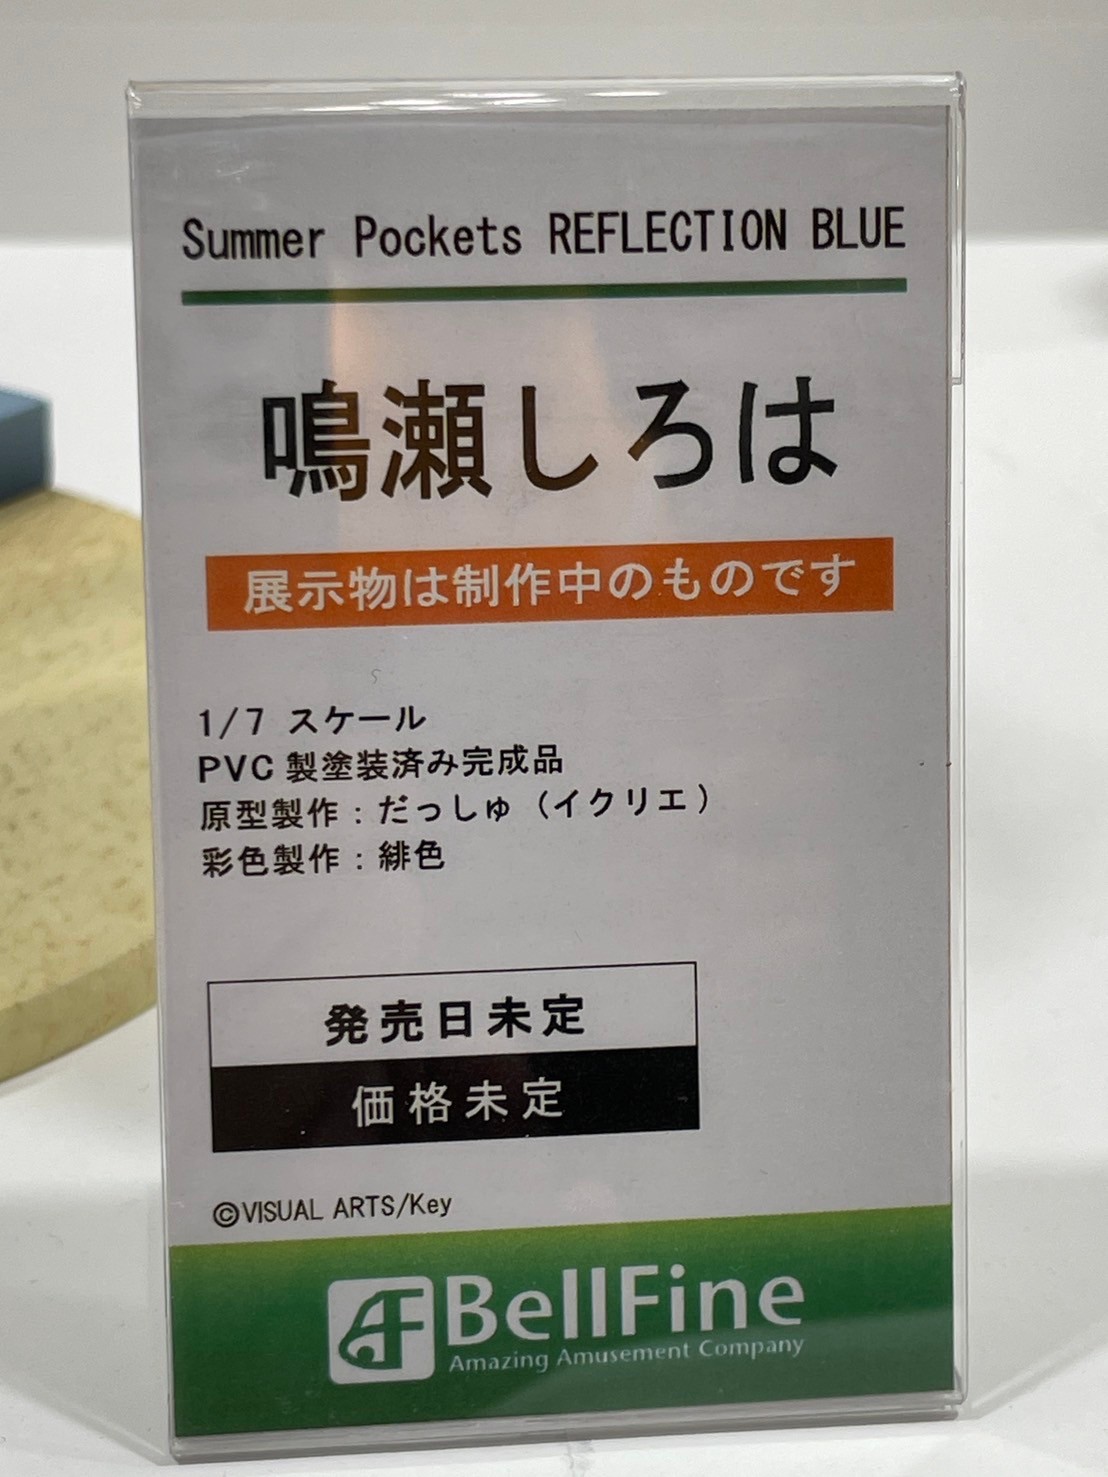 Summer Pockets REFLECTION BLUE
鳴瀬しろは
展示物は制作中のものです
1/7 スケール
PVC 製塗装済み完成品
原型製作：だっしゅ（イクリエ）
彩色製作：緋色
発売日未定
価格未定
©VISUAL ARTS/Key
BellFine
Amazing Amusement Company